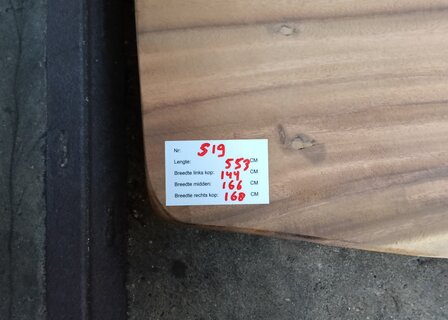 Nr: 519
Lengte: 553 CM
Breedte links kop: 144 CM
Breedte midden: 166 CM
Breedte rechts kop: 160 CM